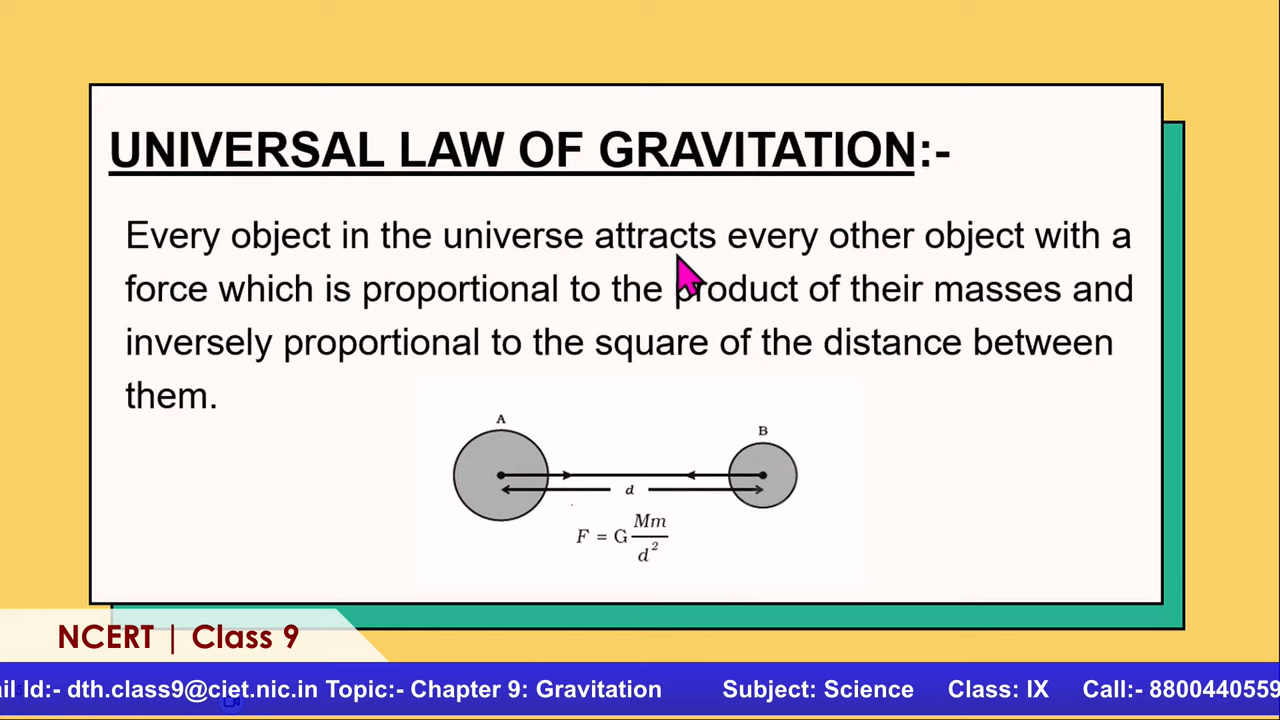 UNIVERSAL LAW OF GRAVITATION:-
Every object in the universe attracts every other object with a
force which is proportional to the product of their masses and
inversely proportional to the square of the distance between
them.
A
B
d
F = G Mm/d²
NCERT | Class 9
ail Id:- dth.class9@ciet.nic.in Topic:- Chapter 9: Gravitation Subject: Science Class: IX Call:- 8800440559